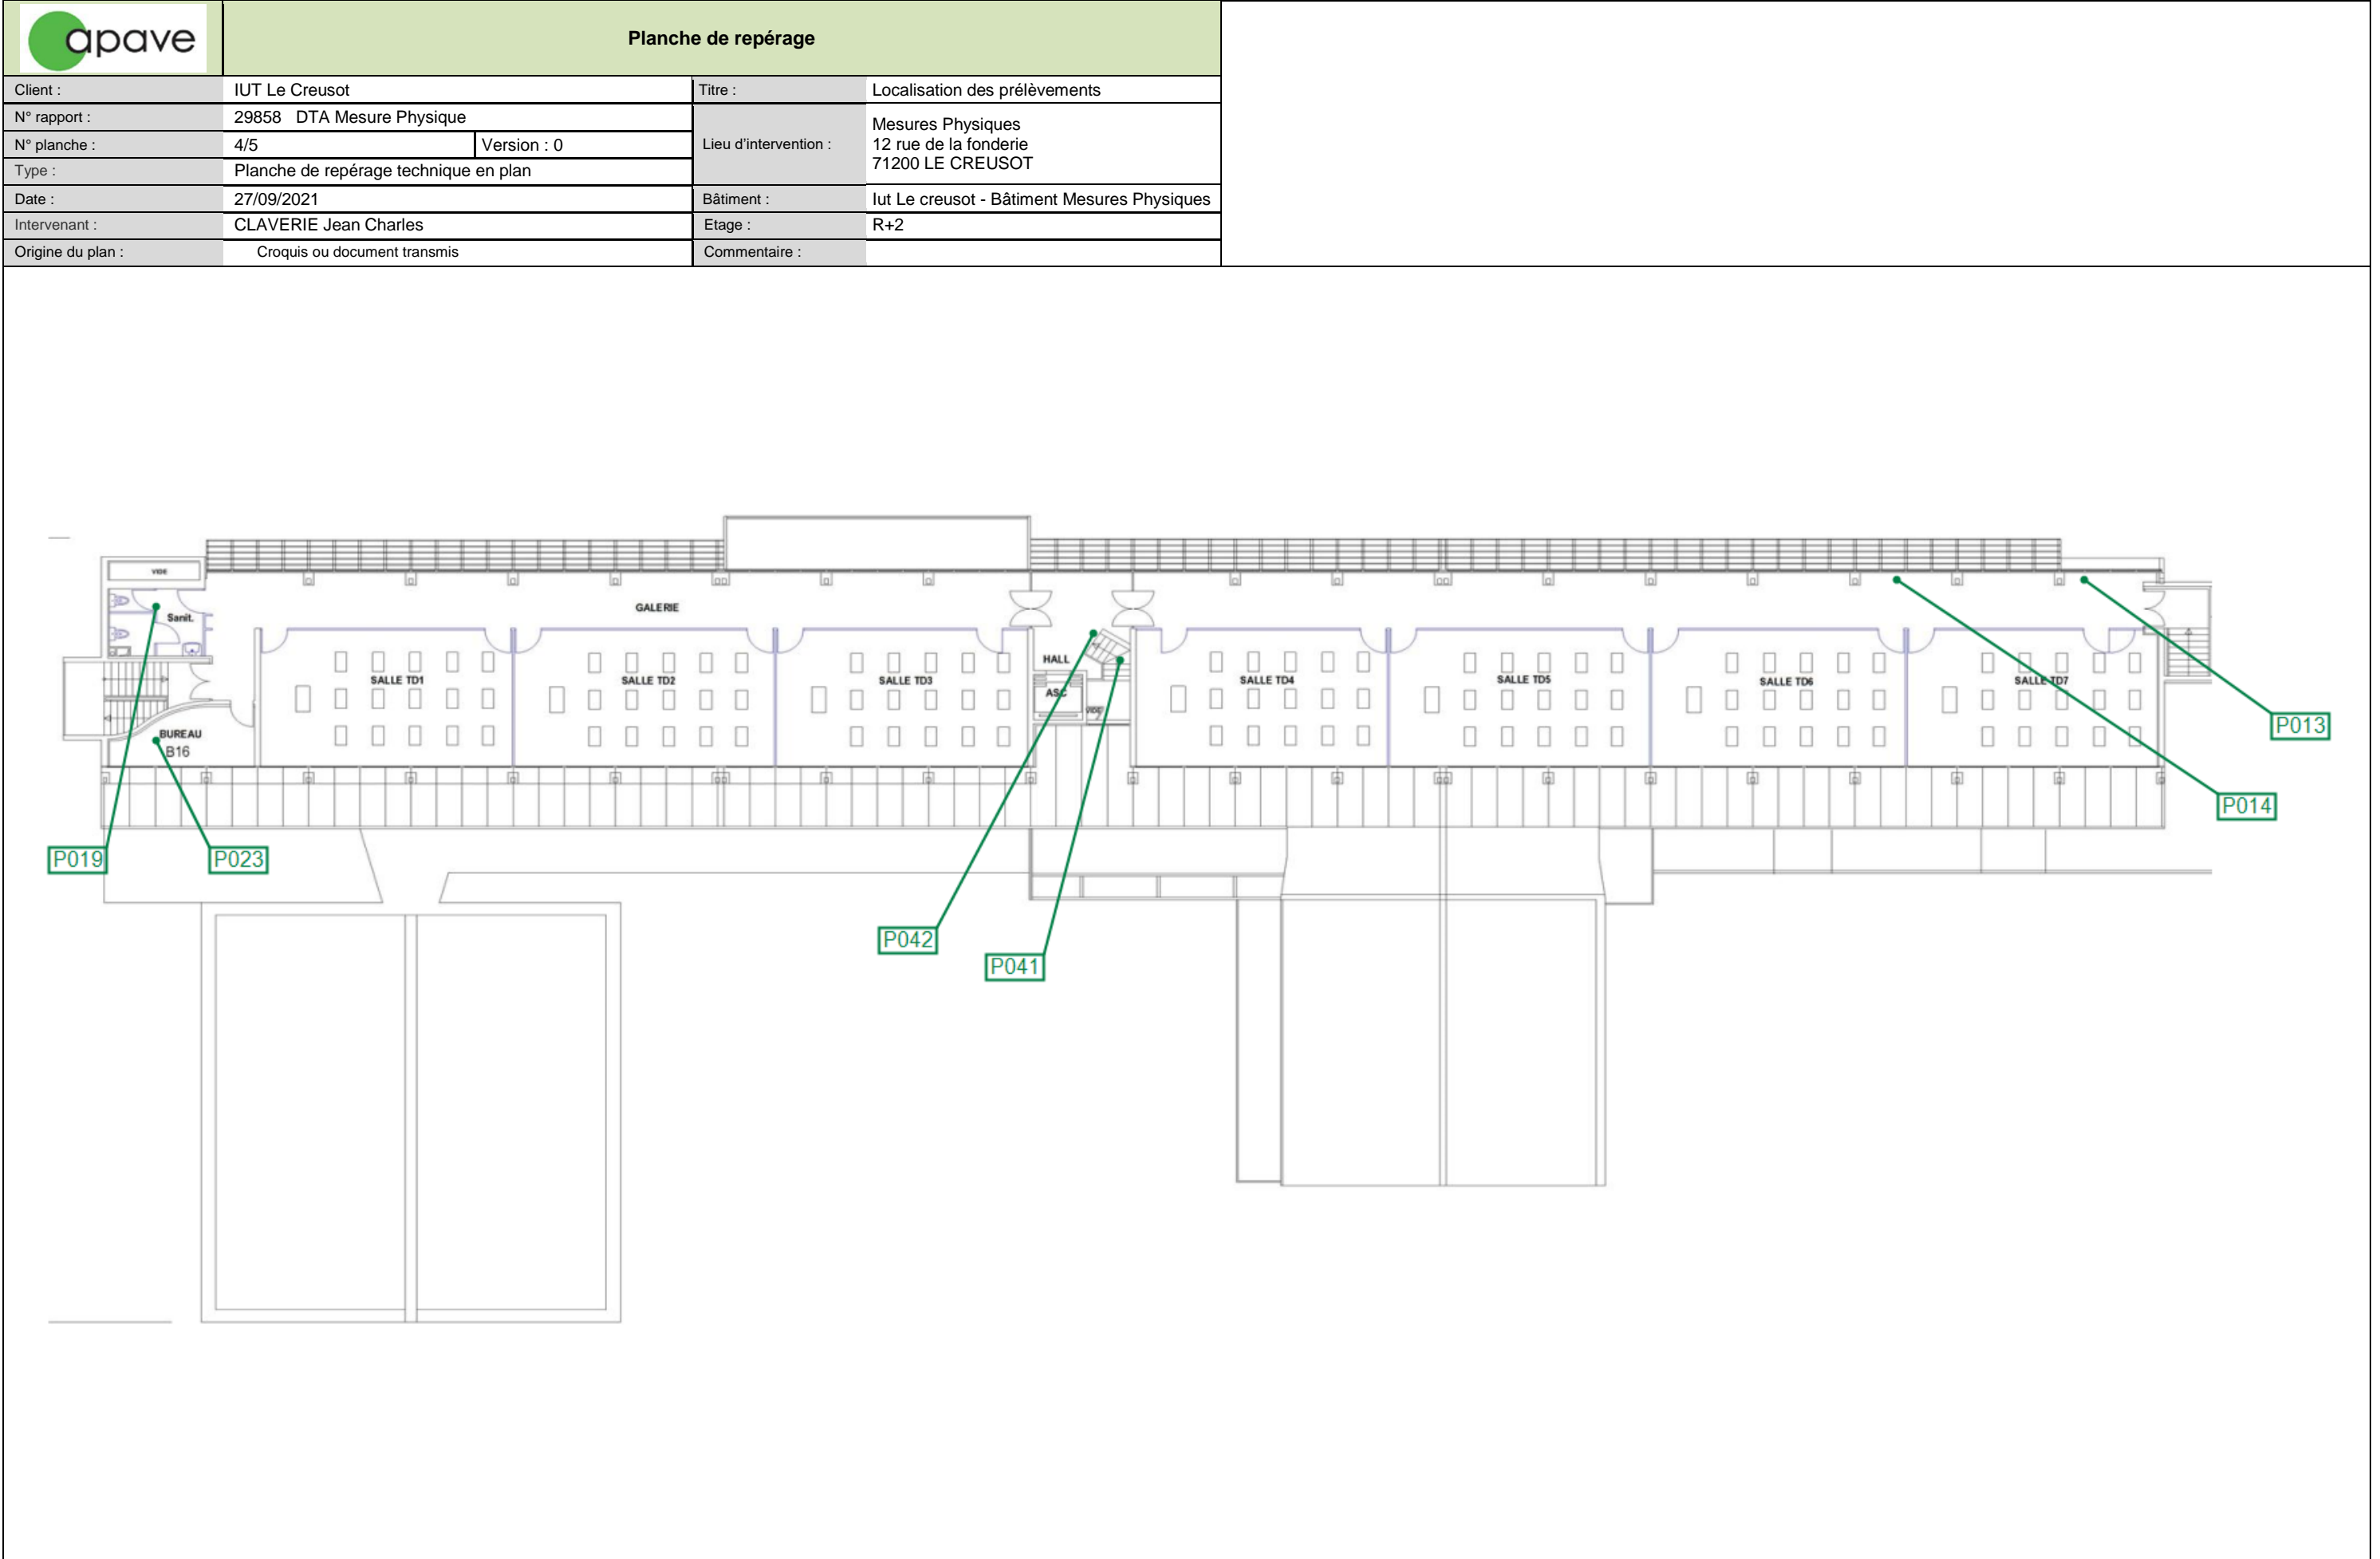 apave
Planche de repérage
Client :
IUT Le Creusot
Titre :
Localisation des prélèvements
N° rapport :
29858 DTA Mesure Physique
Lieu d'intervention :
Mesures Physiques
12 rue de la fonderie
71200 LE CREUSOT
N° planche :
4/5
Version : 0
Type :
Planche de repérage technique en plan
Date :
27/09/2021
Bâtiment :
Iut Le creusot - Bâtiment Mesures Physiques
Intervenant :
CLAVERIE Jean Charles
Etage :
R+2
Origine du plan :
Croquis ou document transmis
Commentaire :
VIDE
Sanit.
GALERIE
HALL
ASC
VIDE
SALLE TD1
SALLE TD2
SALLE TD3
SALLE TD4
SALLE TD5
SALLE TD6
SALLE TD7
BUREAU
B16
P013
P014
P019
P023
P042
P041